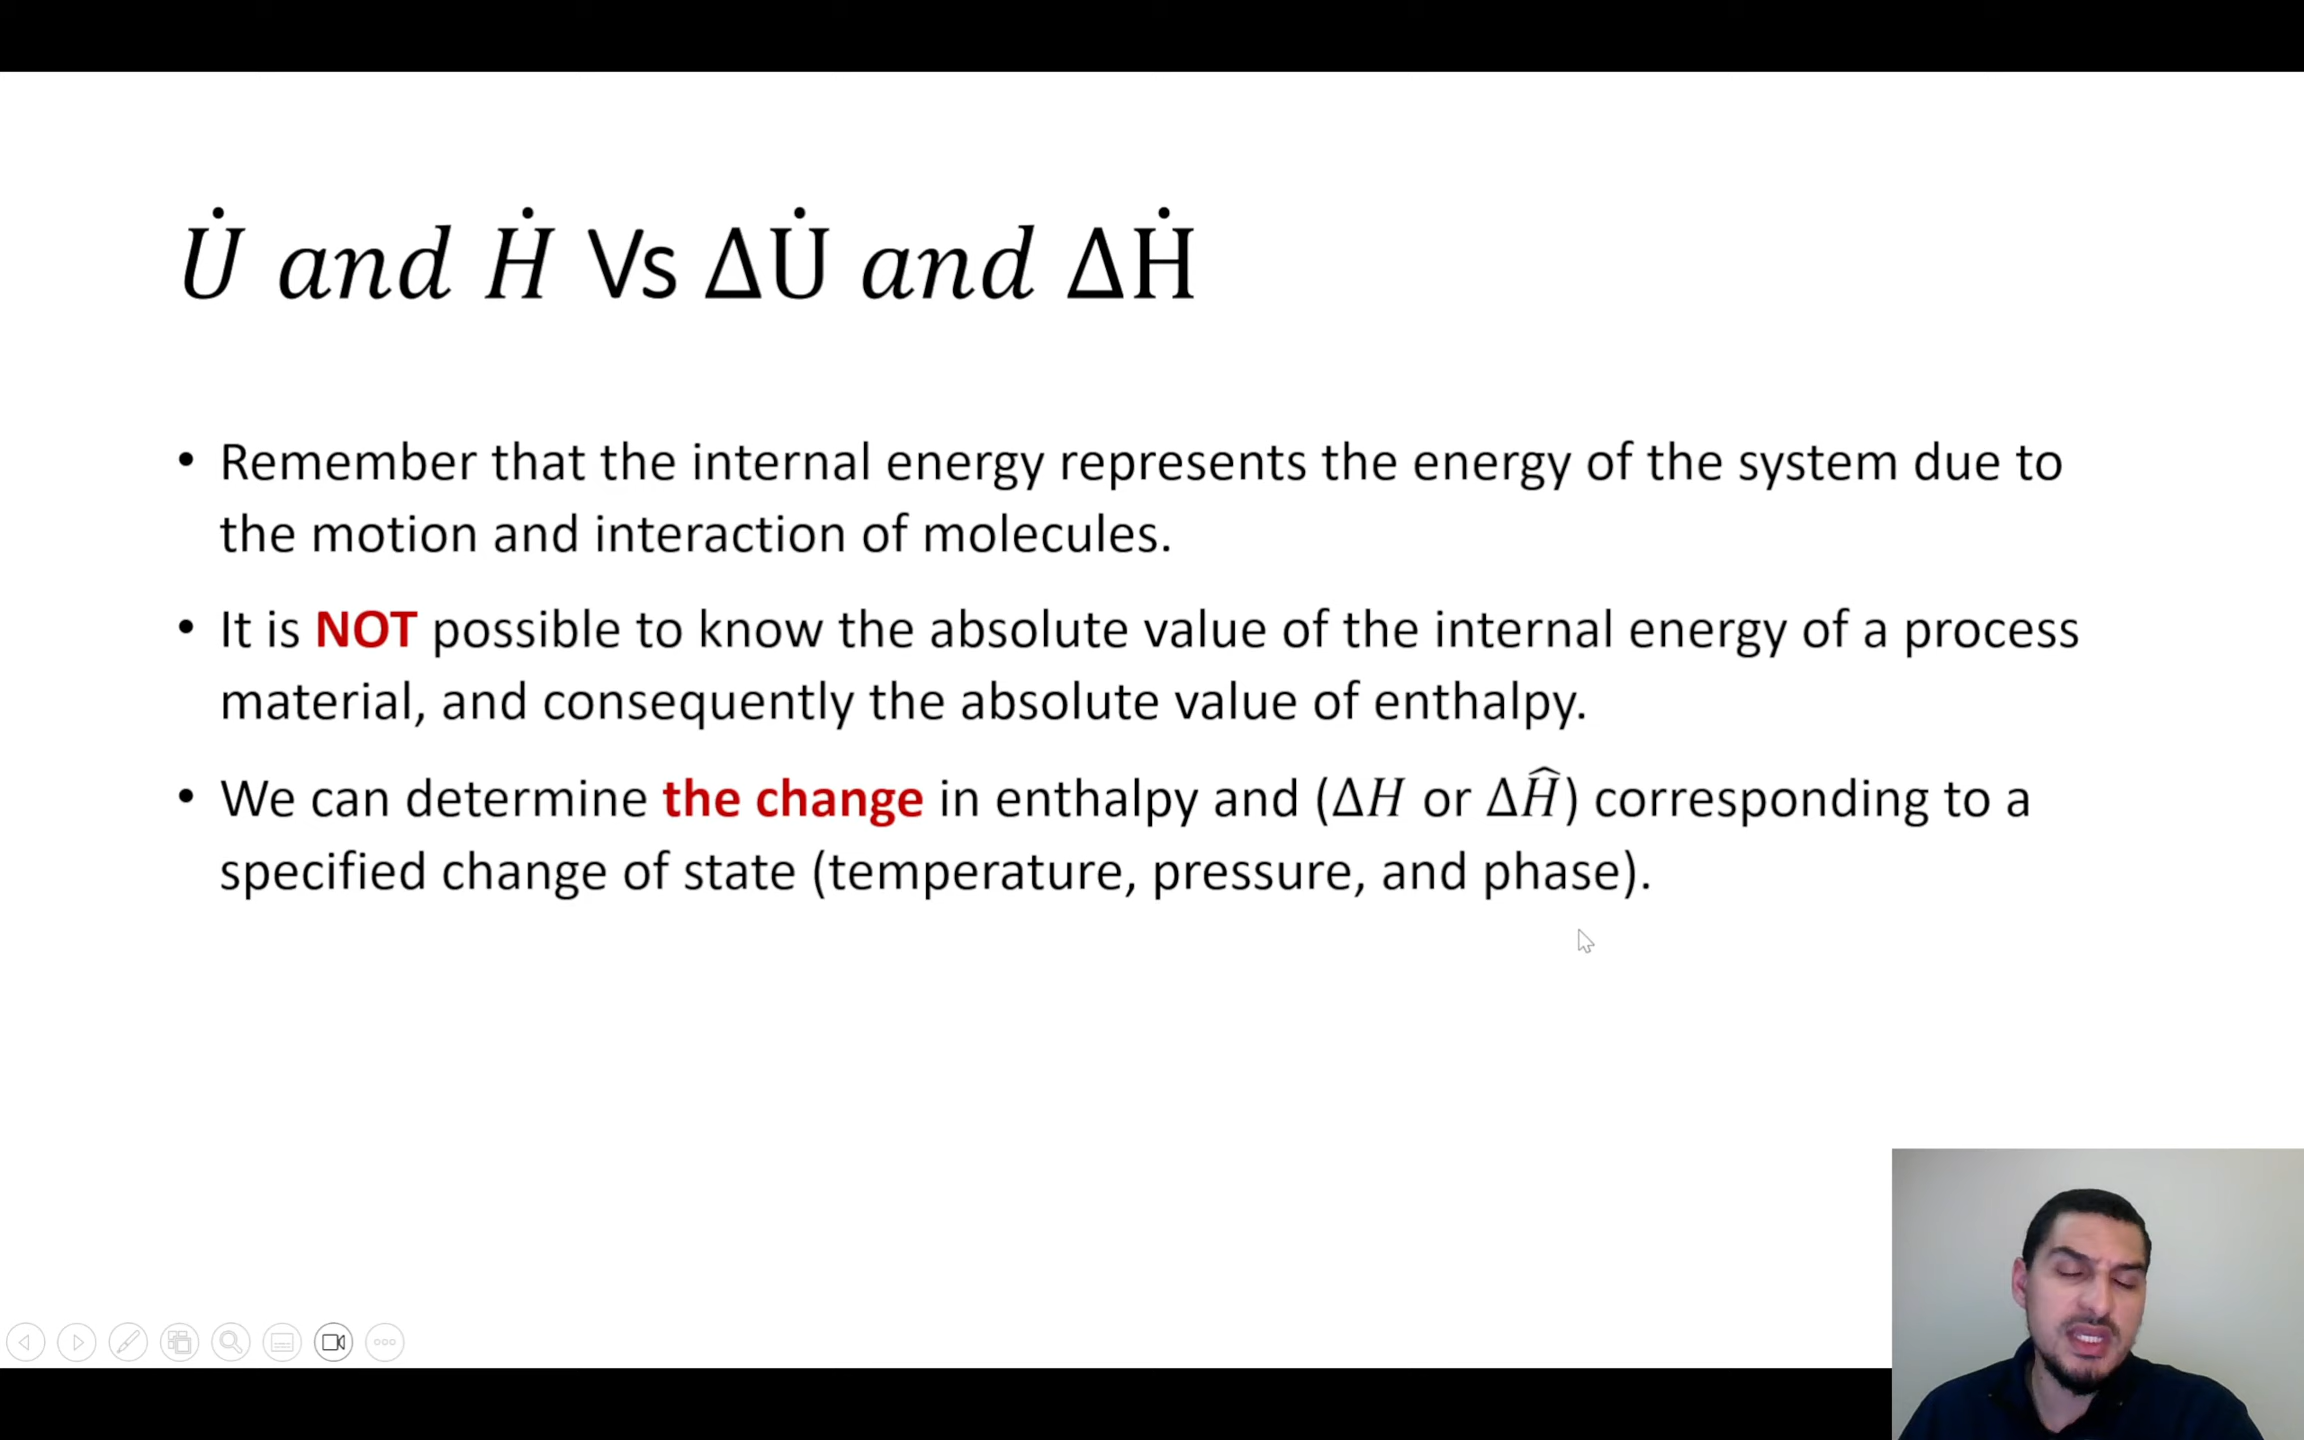 U̇ and Ḣ Vs ΔU̇ and ΔḢ
• Remember that the internal energy represents the energy of the system due to
the motion and interaction of molecules.
• It is NOT possible to know the absolute value of the internal energy of a process
material, and consequently the absolute value of enthalpy.
• We can determine the change in enthalpy and (ΔH or ΔĤ) corresponding to a
specified change of state (temperature, pressure, and phase).